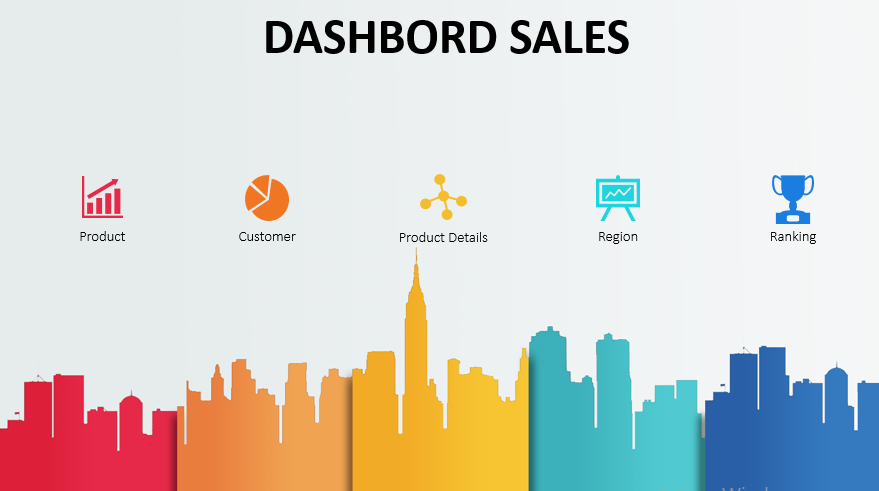 DASHBORD SALES
Product
Customer
Product Details
Region
Ranking